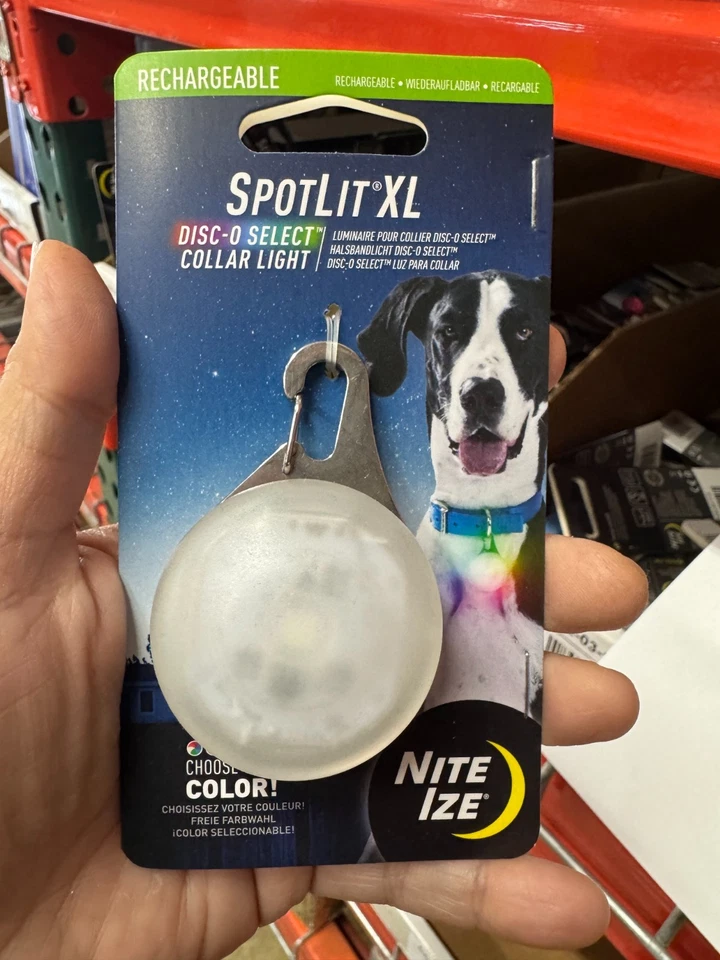 RECHARGEABLE
RECHARGEABLE • WIEDERAUFLADBAR • RECARGABLE
SPOTLIT® XL
DISC-O SELECT™
COLLAR LIGHT
LUMINAIRE POUR COLLIER DISC-O SELECT™
HALSBANDLICHT DISC-O SELECT™
DISC-O SELECT™ LUZ PARA COLLAR
CHOOSE
COLOR!
CHOISISSEZ VOTRE COULEUR!
FREIE FARBWAHL
¡COLOR SELECCIONABLE!
NITE
IZE®